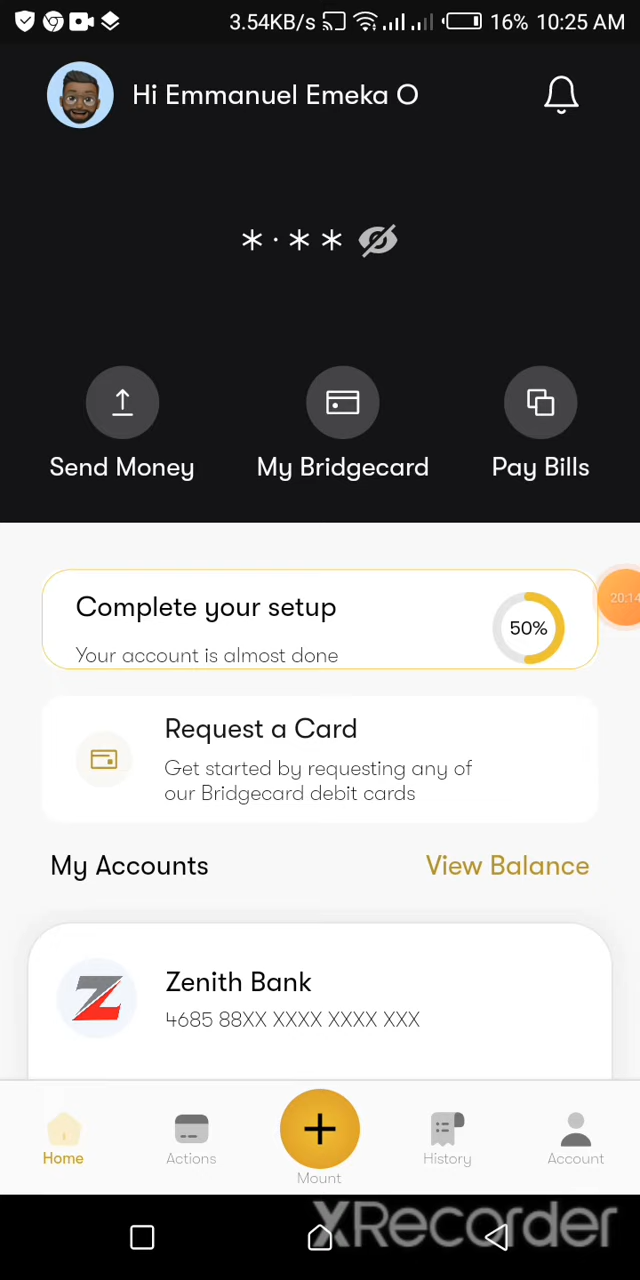 3.54KB/s 16% 10:25 AM
Hi Emmanuel Emeka O
*.**
Send Money My Bridgecard Pay Bills
Complete your setup
50%
Your account is almost done
20:14
Request a Card
Get started by requesting any of
our Bridgecard debit cards
My Accounts View Balance
Zenith Bank
4685 88XX XXXX XXXX XXX
Home Actions Mount History Account
XRecorder